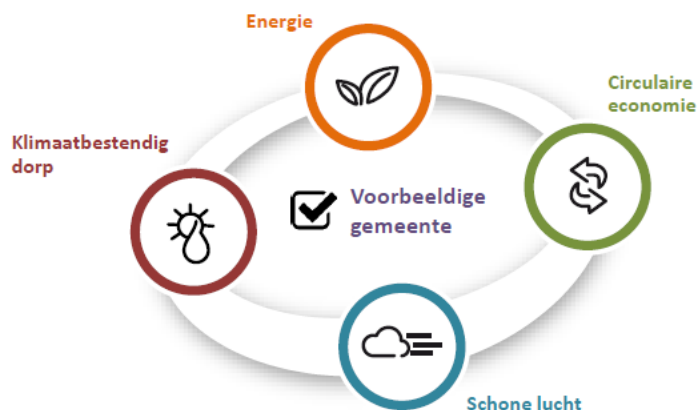 Energie
Circulaire
economie
Klimaatbestendig
dorp
Voorbeeldige
gemeente
Schone lucht